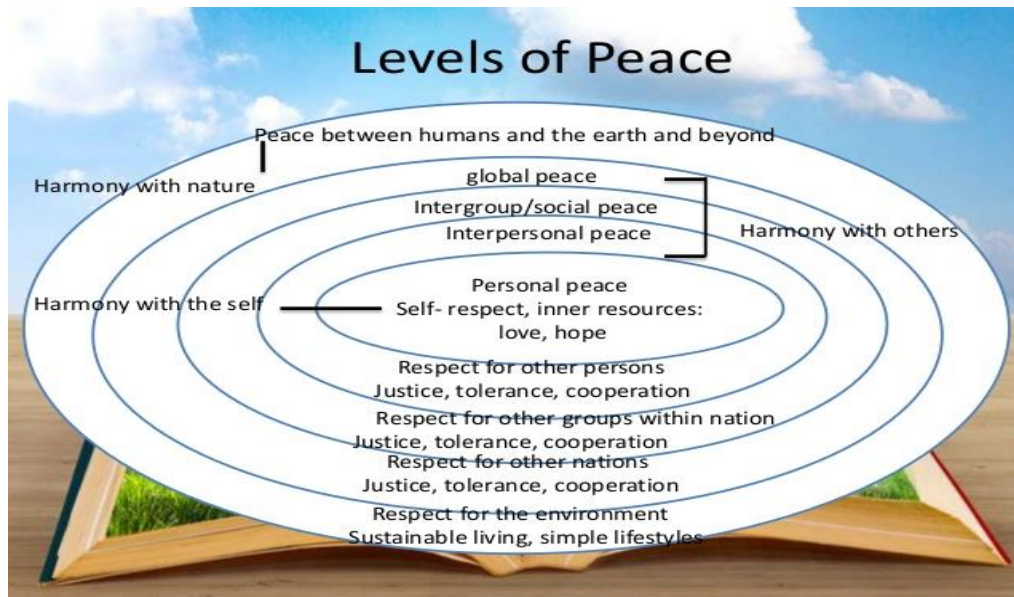 Levels of Peace
Peace between humans and the earth and beyond
Harmony with nature
global peace
Intergroup/social peace
Interpersonal peace
Harmony with others
Personal peace
Harmony with the self
Self- respect, inner resources:
love, hope
Respect for other persons
Justice, tolerance, cooperation
Respect for other groups within nation
Justice, tolerance, cooperation
Respect for other nations
Justice, tolerance, cooperation
Respect for the environment
Sustainable living, simple lifestyles